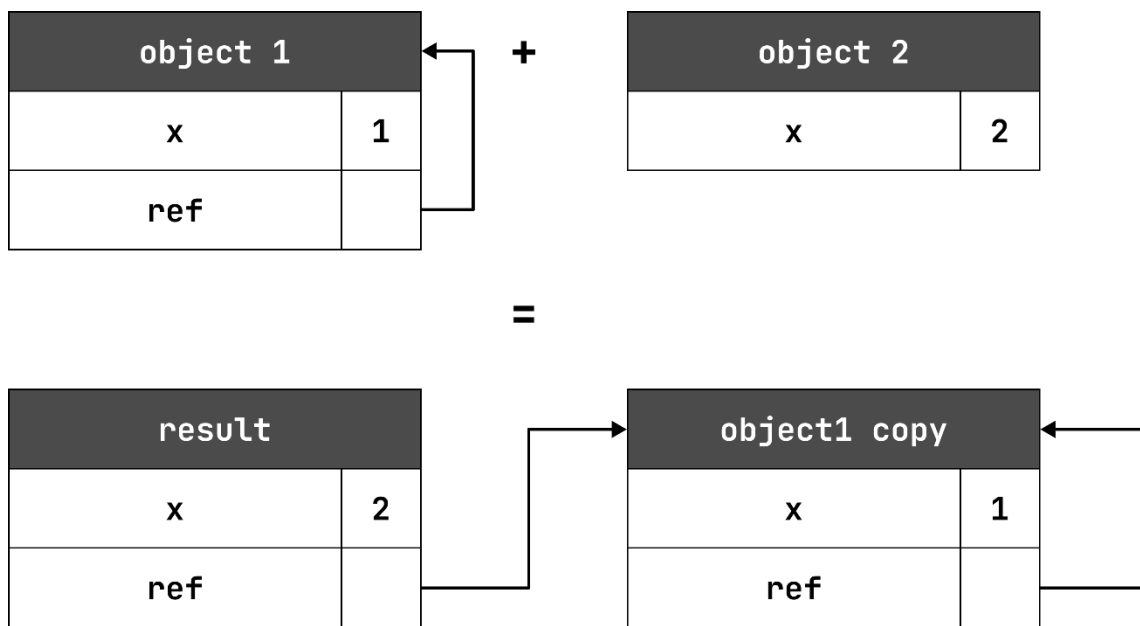 object 1
+
object 2
x
1
x
2
ref
=
result
object1 copy
x
2
x
1
ref
ref